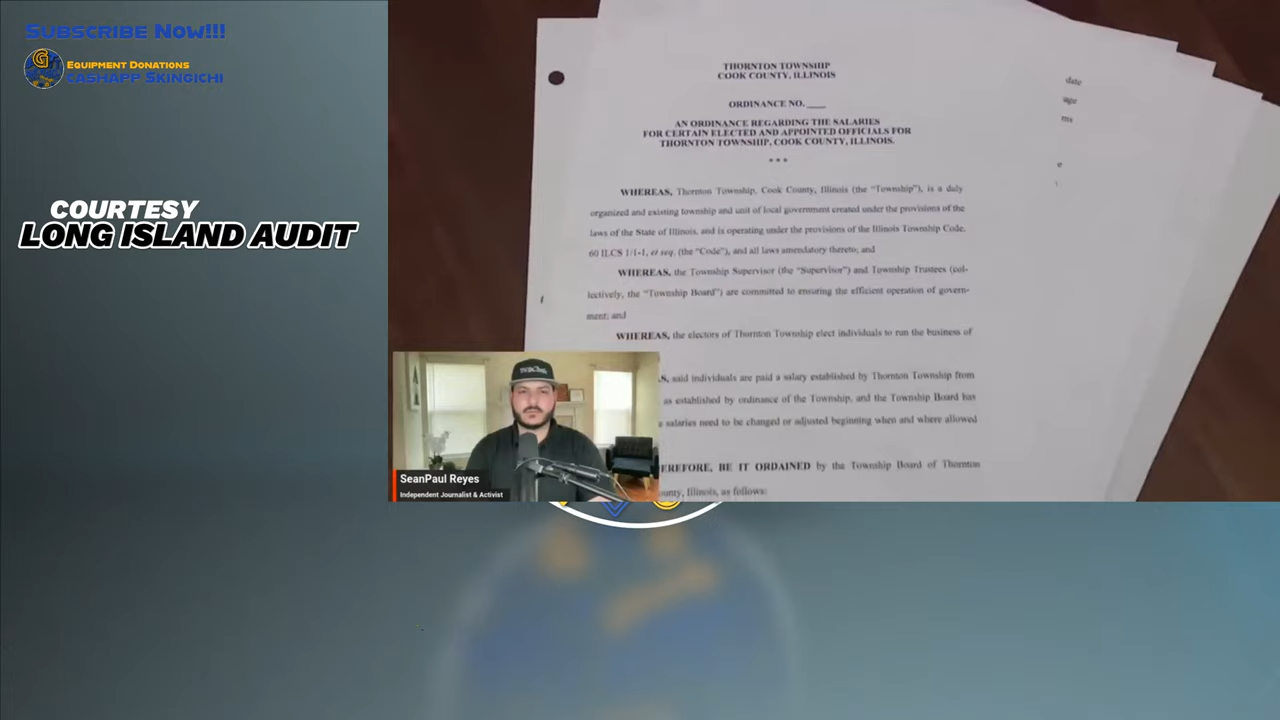 SUBSCRIBE NOW!!!
EQUIPMENT DONATIONS
CASHAPP SKINGICHI
COURTESY
LONG ISLAND AUDIT
THORNTON TOWNSHIP
COOK COUNTY, ILLINOIS
ORDINANCE NO. ____
AN ORDINANCE REGARDING THE SALARIES
FOR CERTAIN ELECTED AND APPOINTED OFFICIALS FOR
THORNTON TOWNSHIP, COOK COUNTY, ILLINOIS.
* * *
WHEREAS, Thornton Township, Cook County, Illinois (the “Township”), is a duly
organized and existing township and unit of local government created under the provisions of the
laws of the State of Illinois, and is operating under the provisions of the Illinois Township Code,
60 ILCS 1/1-1, et seq. (the “Code”), and all laws amendatory thereto; and
WHEREAS, the Township Supervisor (the “Supervisor”) and Township Trustees (col-
lectively, the “Township Board”) are committed to ensuring the efficient operation of govern-
ment; and
WHEREAS, the electors of Thornton Township elect individuals to run the business of
S, said individuals are paid a salary established by Thornton Township from
as established by ordinance of the Township, and the Township Board has
e salaries need to be changed or adjusted beginning when and where allowed
EREFORE, BE IT ORDAINED by the Township Board of Thornton
ounty, Illinois, as follows:
date
age
ms
e
SeanPaul Reyes
Independent Journalist & Activist